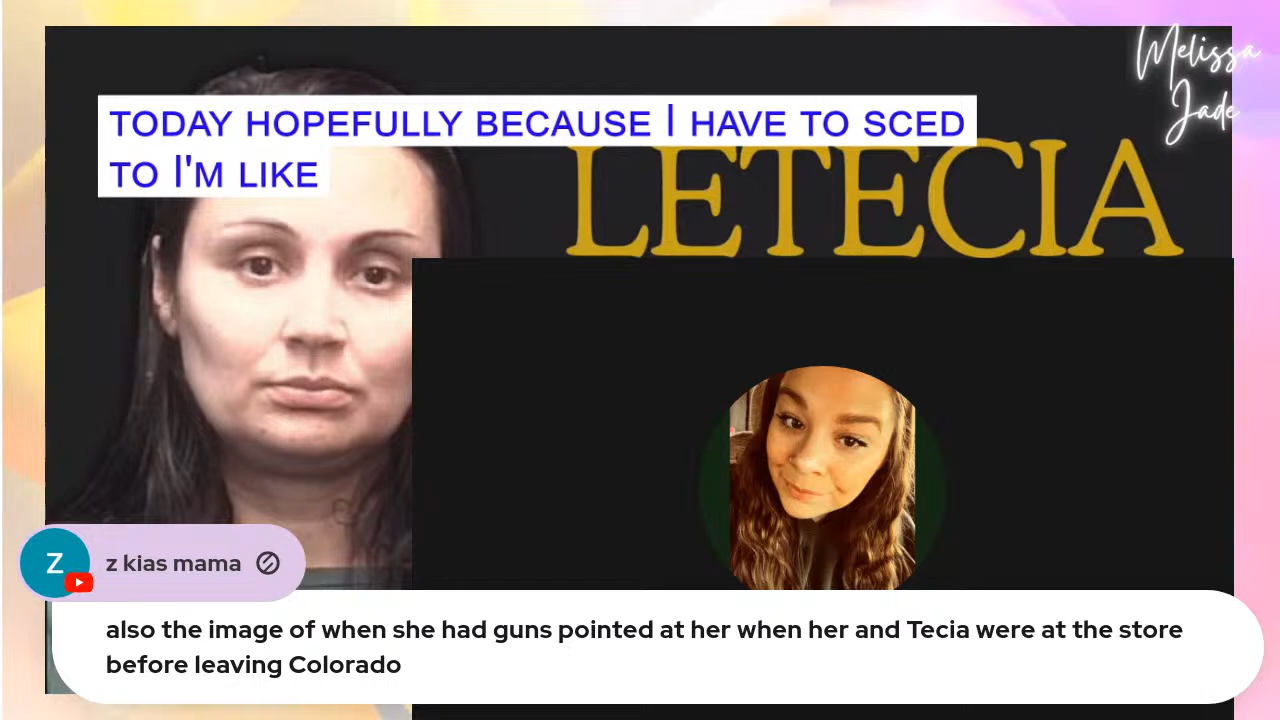 Melissa
Jade
TODAY HOPEFULLY BECAUSE I HAVE TO SCED
TO I'M LIKE
LETECIA
Z
z kias mama
also the image of when she had guns pointed at her when her and Tecia were at the store
before leaving Colorado